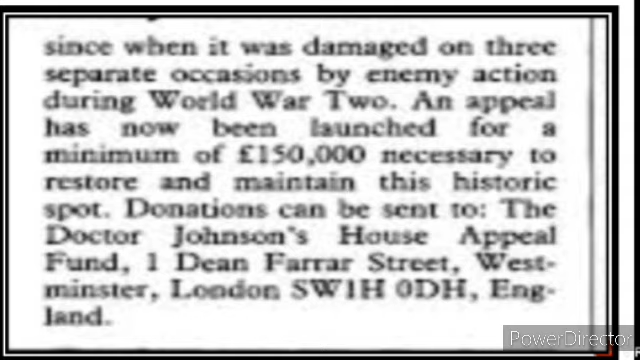 since when it was damaged on three
separate occasions by enemy action
during World War Two. An appeal
has now been launched for a
minimum of £150,000 necessary to
restore and maintain this historic
spot. Donations can be sent to: The
Doctor Johnson's House Appeal
Fund, 1 Dean Farrar Street, West-
minster, London SW1H 0DH, Eng-
land.
PowerDirector